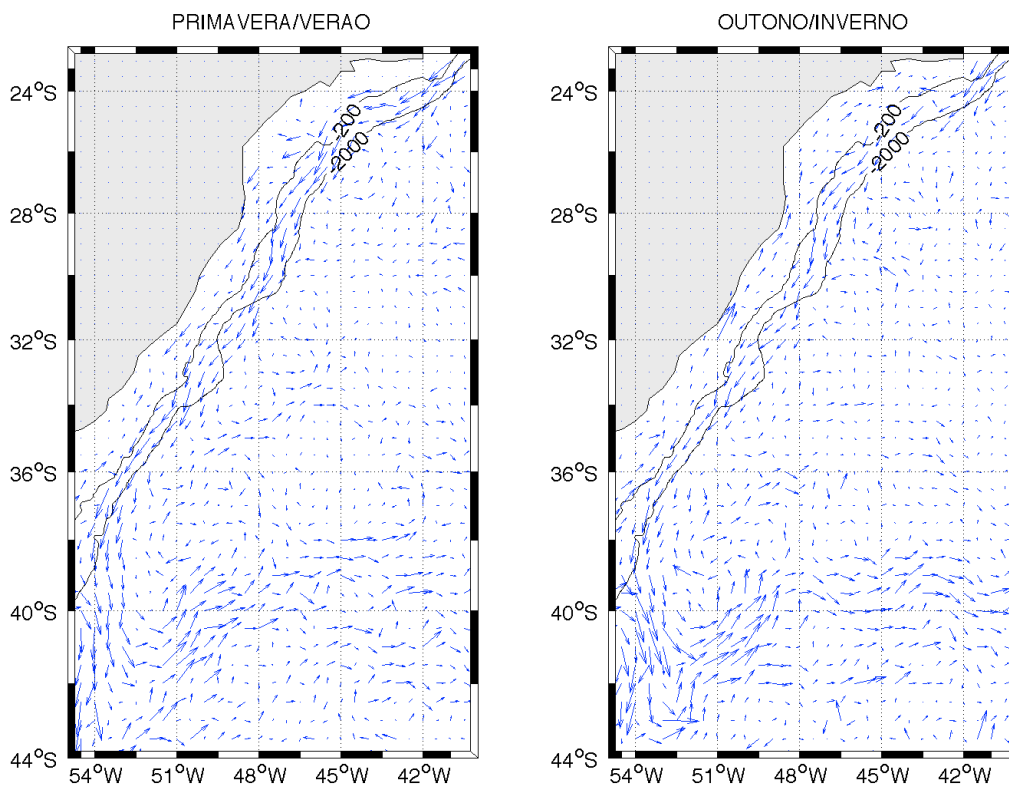 PRIMAVERA/VERAO
24°S
28°S
32°S
36°S
40°S
44°S
54°W
51°W
48°W
45°W
42°W
-200
-2000
OUTONO/INVERNO
24°S
28°S
32°S
36°S
40°S
44°S
54°W
51°W
48°W
45°W
42°W
-200
-2000